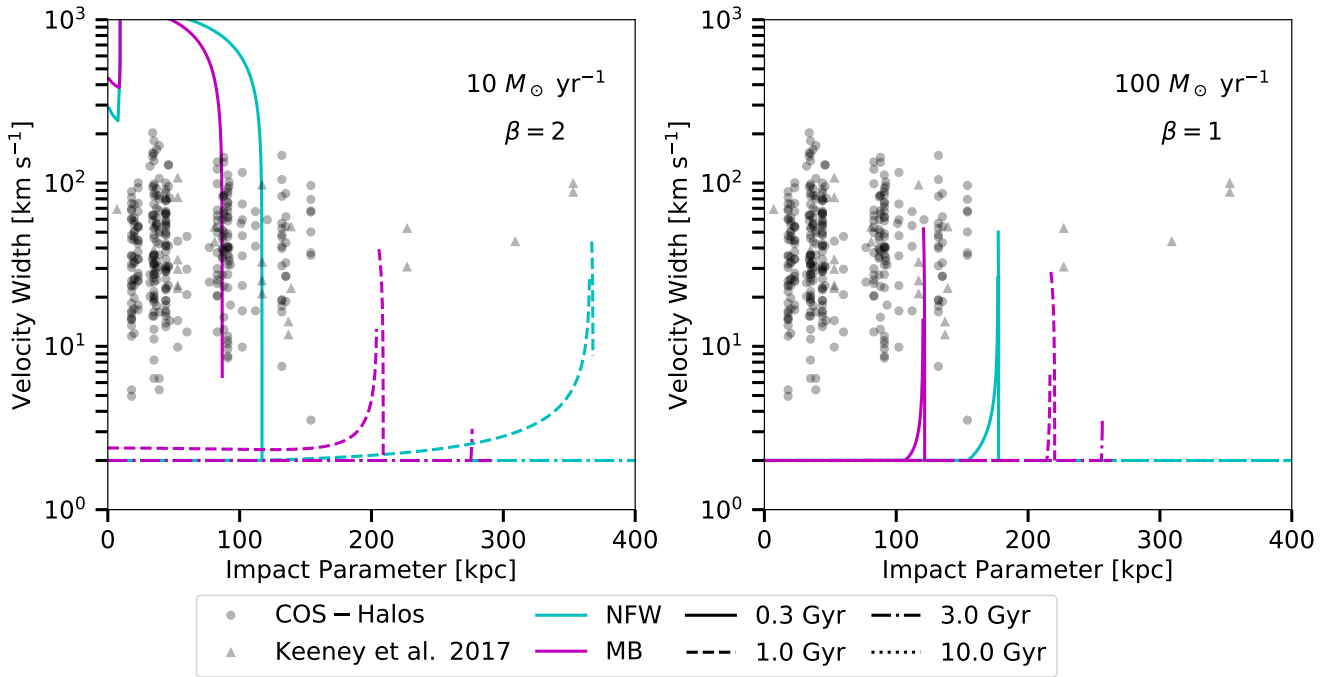 10³
10²
10¹
10⁰
Velocity Width [km s⁻¹]
10 M⊙ yr⁻¹
β = 2
0 100 200 300 400
Impact Parameter [kpc]
10³
10²
10¹
10⁰
Velocity Width [km s⁻¹]
100 M⊙ yr⁻¹
β = 1
0 100 200 300 400
Impact Parameter [kpc]
COS − Halos NFW 0.3 Gyr 3.0 Gyr
Keeney et al. 2017 MB 1.0 Gyr 10.0 Gyr